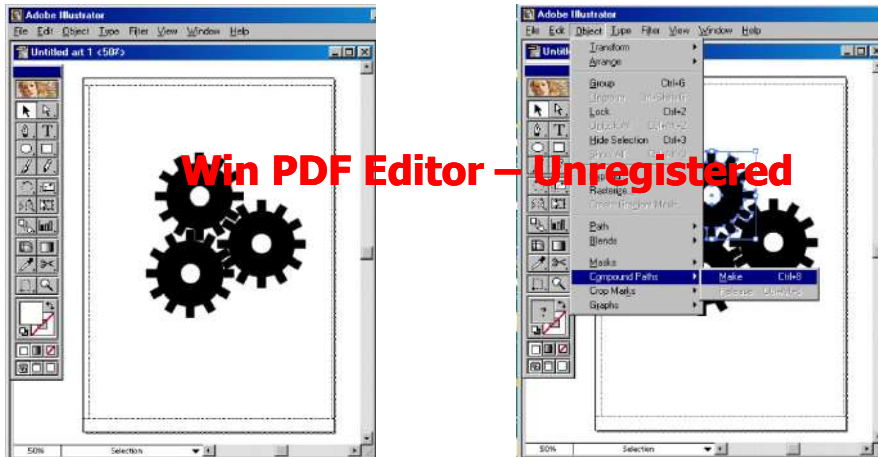 Adobe Illustrator
File Edit Object Type Filter View Window Help
Untitled art 1 <50%>
T
50%
Selection
Adobe Illustrator
File Edit Object Type Filter View Window Help
Transform
Arrange
Group Ctrl+G
Lock Ctrl+2
Hide Selection Ctrl+3
Rasterize
Path
Blends
Masks
Compound Paths
Make Ctrl+8
Crop Marks
Graphs
T
?
50%
Selection
Win PDF Editor – Unregistered